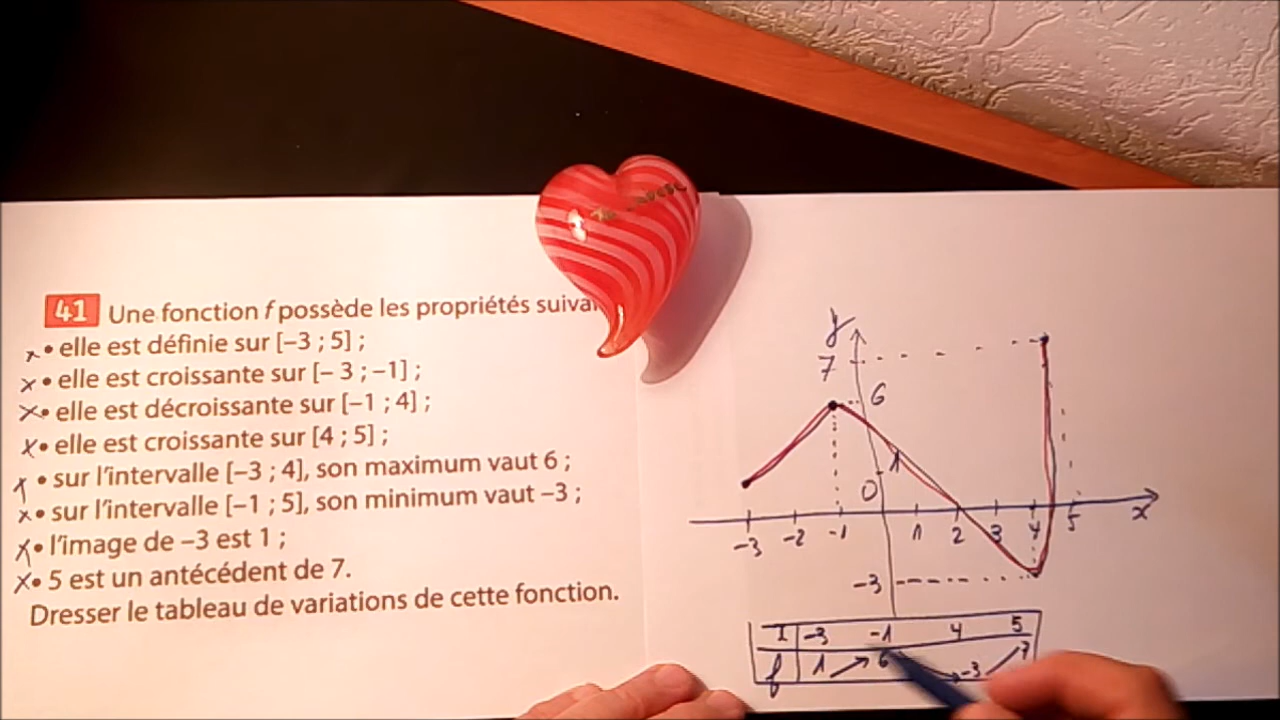 41 Une fonction f possède les propriétés
• elle est définie sur [–3 ; 5] ;
• elle est croissante sur [– 3 ; –1] ;
• elle est décroissante sur [–1 ; 4] ;
• elle est croissante sur [4 ; 5] ;
• sur l'intervalle [–3 ; 4], son maximum vaut 6 ;
• sur l'intervalle [–1 ; 5], son minimum vaut –3 ;
• l'image de –3 est 1 ;
• 5 est un antécédent de 7.
Dresser le tableau de variations de cette fonction.
y
7
6
1
0
-3 -2 -1 1 2 3 4 5 x
-3
I -3 -1 4 5
f 1 6 -3 7